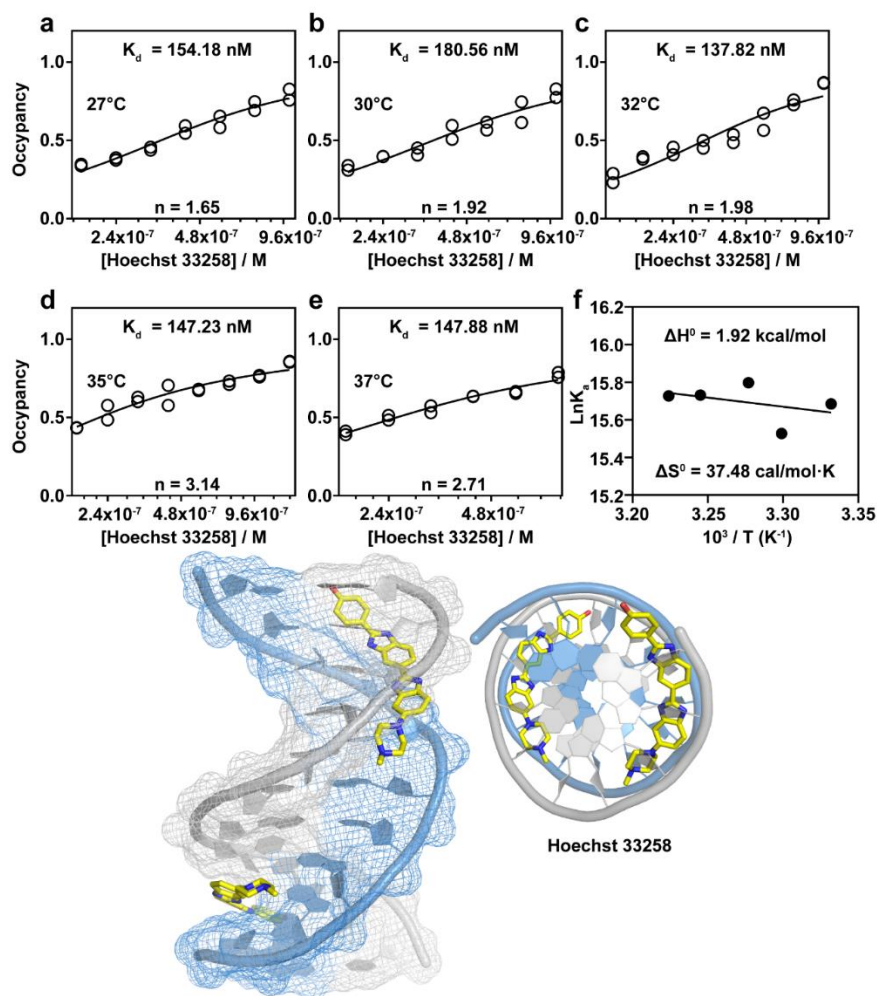 a
K_d = 154.18 nM
27°C
n = 1.65
1.0
0.5
0.0
Occupancy
2.4x10⁻⁷ 4.8x10⁻⁷ 9.6x10⁻⁷
[Hoechst 33258] / M
b
K_d = 180.56 nM
30°C
n = 1.92
1.0
0.5
0.0
2.4x10⁻⁷ 4.8x10⁻⁷ 9.6x10⁻⁷
[Hoechst 33258] / M
c
K_d = 137.82 nM
32°C
n = 1.98
1.0
0.5
0.0
2.4x10⁻⁷ 4.8x10⁻⁷ 9.6x10⁻⁷
[Hoechst 33258] / M
d
K_d = 147.23 nM
35°C
n = 3.14
1.0
0.5
0.0
Occupancy
2.4x10⁻⁷ 4.8x10⁻⁷ 9.6x10⁻⁷
[Hoechst 33258] / M
e
K_d = 147.88 nM
37°C
n = 2.71
1.0
0.5
0.0
2.4x10⁻⁷ 4.8x10⁻⁷
[Hoechst 33258] / M
f
ΔH⁰ = 1.92 kcal/mol
ΔS⁰ = 37.48 cal/mol·K
16.2
16.0
15.8
15.6
15.4
15.2
LnK_a
3.20 3.25 3.30 3.35
10³ / T (K⁻¹)
Hoechst 33258